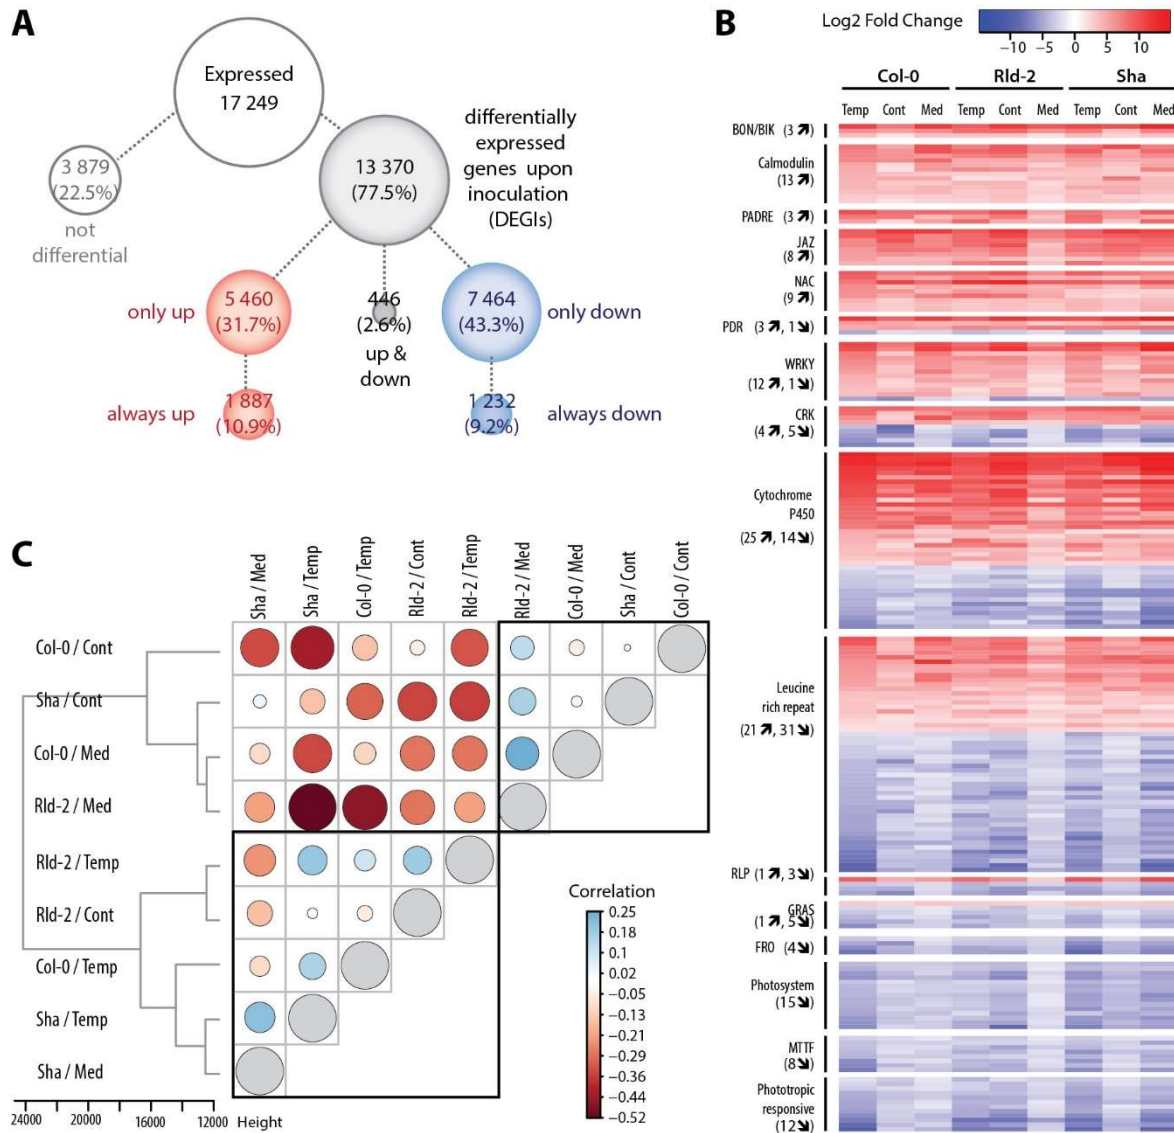 A
Expressed
17 249
3 879
(22.5%)
not
differential
13 370
(77.5%)
differentially
expressed
genes upon
inoculation
(DEGIs)
only up
5 460
(31.7%)
446
(2.6%)
up &
down
7 464
(43.3%)
only down
always up
1 887
(10.9%)
1 232
(9.2%)
always down
B
Log2 Fold Change
−10 −5 0 5 10
Col-0 Rld-2 Sha
Temp Cont Med Temp Cont Med Temp Cont Med
BON/BIK (3 ↗)
Calmodulin
(13 ↗)
PADRE (3 ↗)
JAZ
(8 ↗)
NAC
(9 ↗)
PDR (3 ↗, 1 ↘)
WRKY
(12 ↗, 1 ↘)
CRK
(4 ↗, 5 ↘)
Cytochrome
P450
(25 ↗, 14 ↘)
Leucine
rich repeat
(21 ↗, 31 ↘)
RLP (1 ↗, 3 ↘)
GRAS
(1 ↗, 5 ↘)
FRO (4 ↘)
Photosystem
(15 ↘)
MTTF
(8 ↘)
Phototropic
responsive
(12 ↘)
C
Sha / Med
Sha / Temp
Col-0 / Temp
Rld-2 / Cont
Rld-2 / Temp
Rld-2 / Med
Col-0 / Med
Sha / Cont
Col-0 / Cont
Col-0 / Cont
Sha / Cont
Col-0 / Med
Rld-2 / Med
Rld-2 / Temp
Rld-2 / Cont
Col-0 / Temp
Sha / Temp
Sha / Med
24000 20000 16000 12000 Height
Correlation
0.25
0.18
0.1
0.02
−0.05
−0.13
−0.21
−0.29
−0.36
−0.44
−0.52